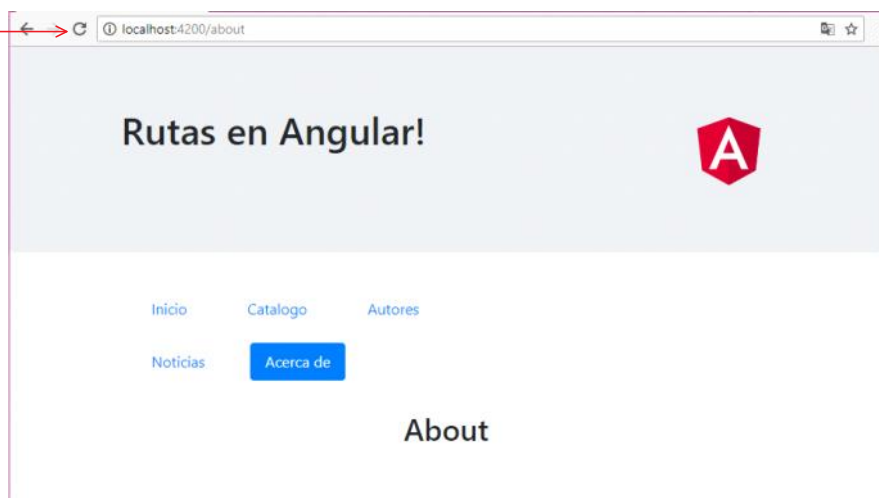 localhost:4200/about
Rutas en Angular!
A
Inicio Catalogo Autores
Noticias Acerca de
About